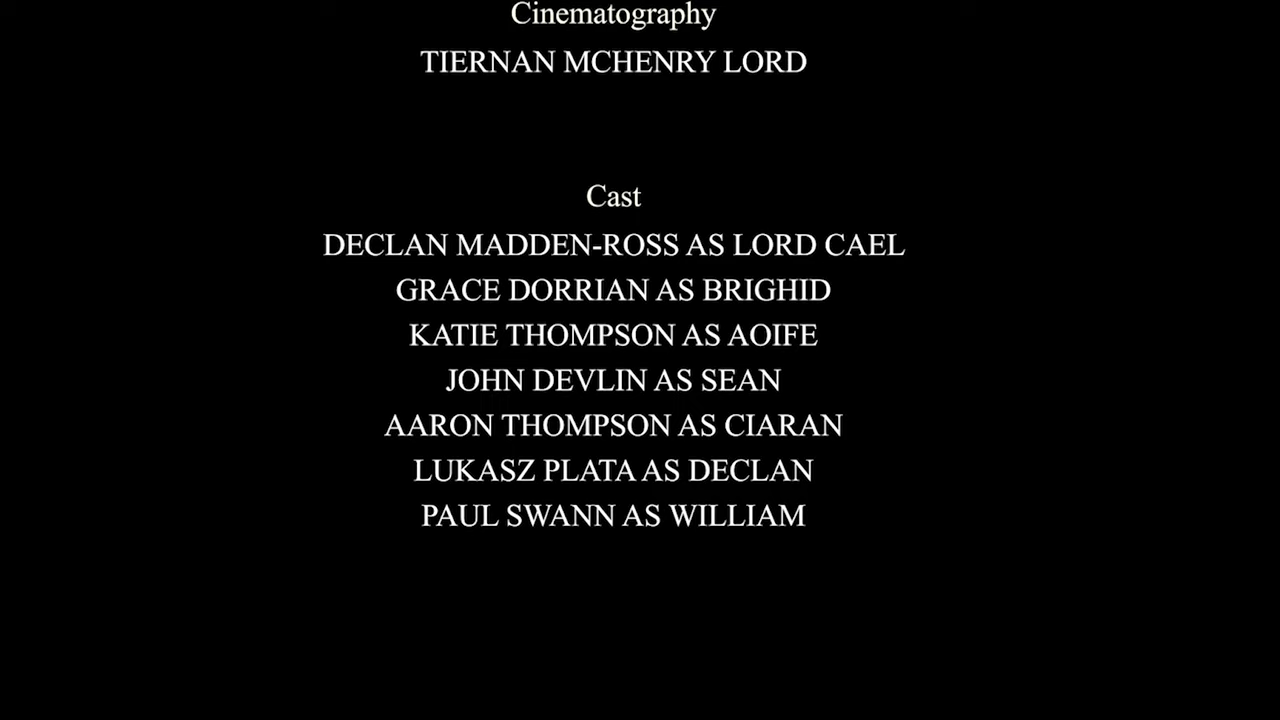 Cinematography
TIERNAN MCHENRY LORD
Cast
DECLAN MADDEN-ROSS AS LORD CAEL
GRACE DORRIAN AS BRIGHID
KATIE THOMPSON AS AOIFE
JOHN DEVLIN AS SEAN
AARON THOMPSON AS CIARAN
LUKASZ PLATA AS DECLAN
PAUL SWANN AS WILLIAM